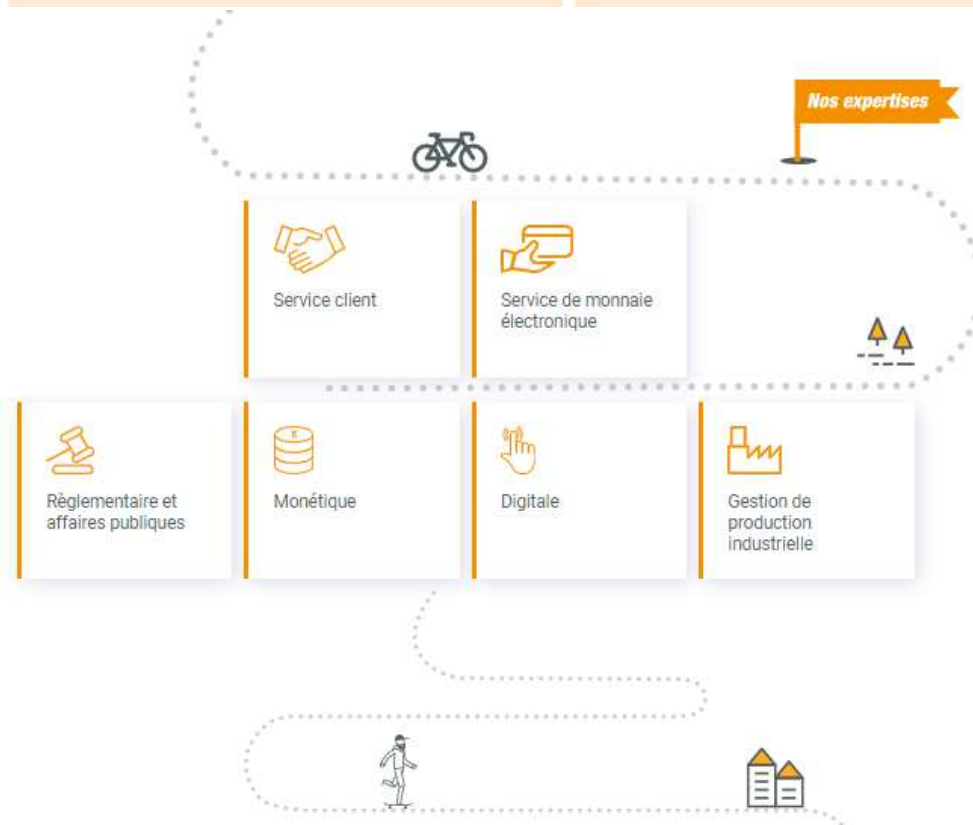 Nos expertises
Service client
Service de monnaie
électronique
Règlementaire et
affaires publiques
Monétique
Digitale
Gestion de
production
industrielle